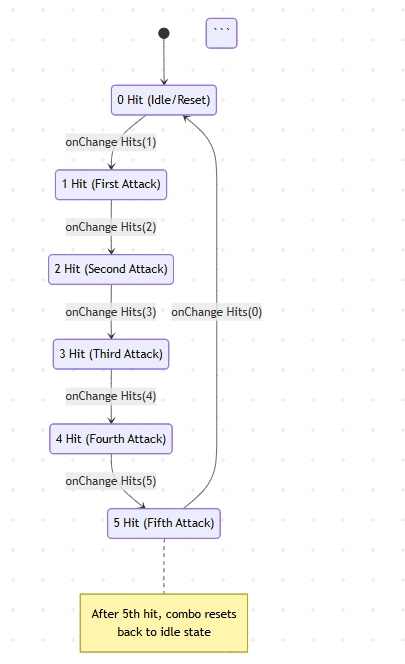 ```
0 Hit (Idle/Reset)
onChange Hits(1)
1 Hit (First Attack)
onChange Hits(2)
2 Hit (Second Attack)
onChange Hits(3)
onChange Hits(0)
3 Hit (Third Attack)
onChange Hits(4)
4 Hit (Fourth Attack)
onChange Hits(5)
5 Hit (Fifth Attack)
After 5th hit, combo resets
back to idle state